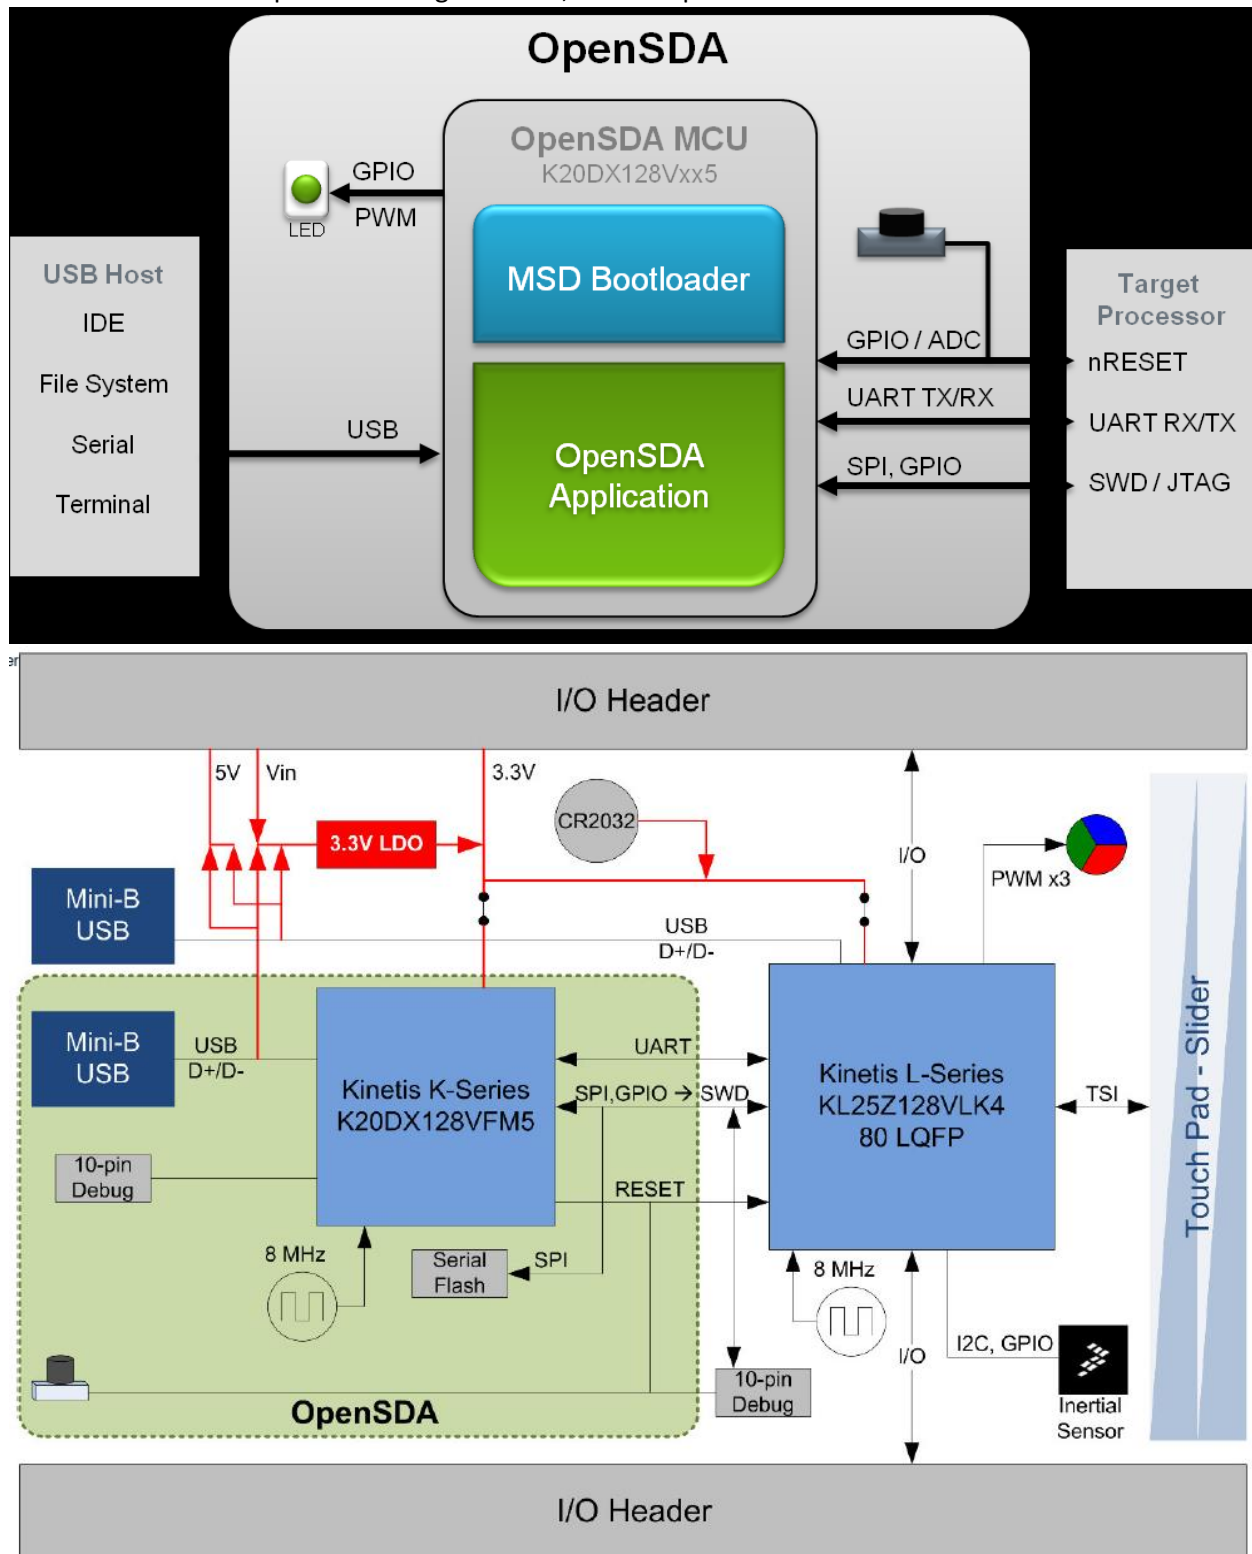 OpenSDA
OpenSDA MCU
K20DX128Vxx5
GPIO
PWM
LED
MSD Bootloader
OpenSDA
Application
USB Host
IDE
File System
Serial
Terminal
USB
GPIO / ADC
UART TX/RX
SPI, GPIO
Target
Processor
nRESET
UART RX/TX
SWD / JTAG
I/O Header
5V
Vin
3.3V
3.3V LDO
CR2032
I/O
PWM x3
Mini-B
USB
USB
D+/D-
Mini-B
USB
USB
D+/D-
Kinetis K-Series
K20DX128VFM5
UART
SPI,GPIO → SWD
RESET
Kinetis L-Series
KL25Z128VLK4
80 LQFP
TSI
Touch Pad - Slider
10-pin
Debug
8 MHz
Serial
Flash
SPI
8 MHz
I/O
I2C, GPIO
Inertial
Sensor
10-pin
Debug
OpenSDA
I/O Header